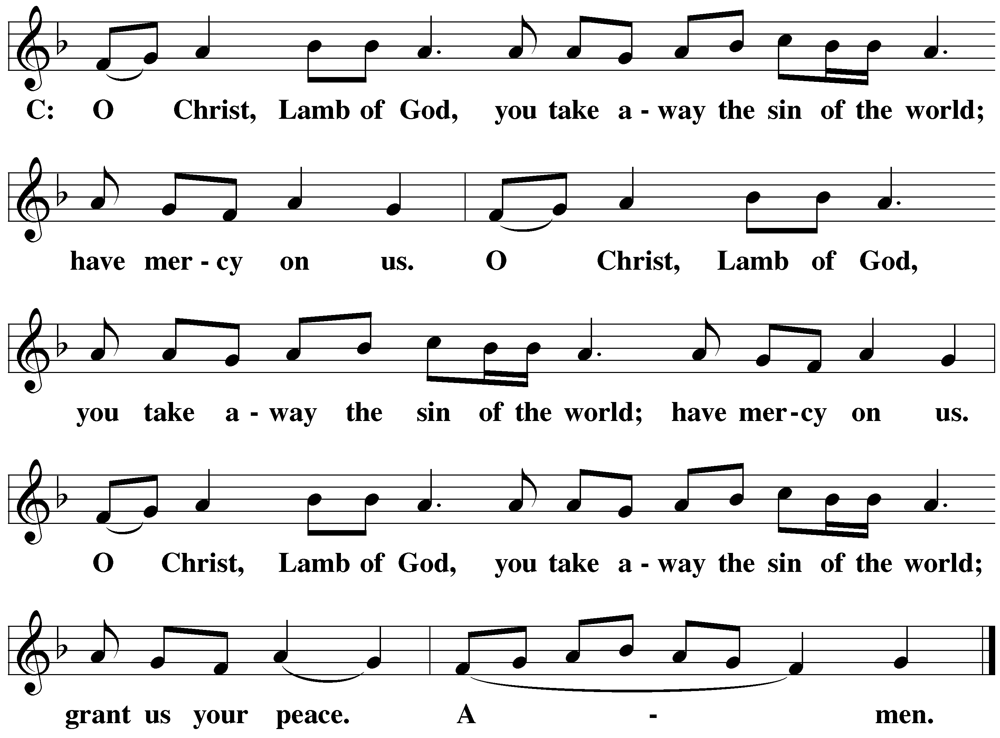 C: O Christ, Lamb of God, you take a - way the sin of the world;
have mer - cy on us. O Christ, Lamb of God,
you take a - way the sin of the world; have mer - cy on us.
O Christ, Lamb of God, you take a - way the sin of the world;
grant us your peace. A - men.